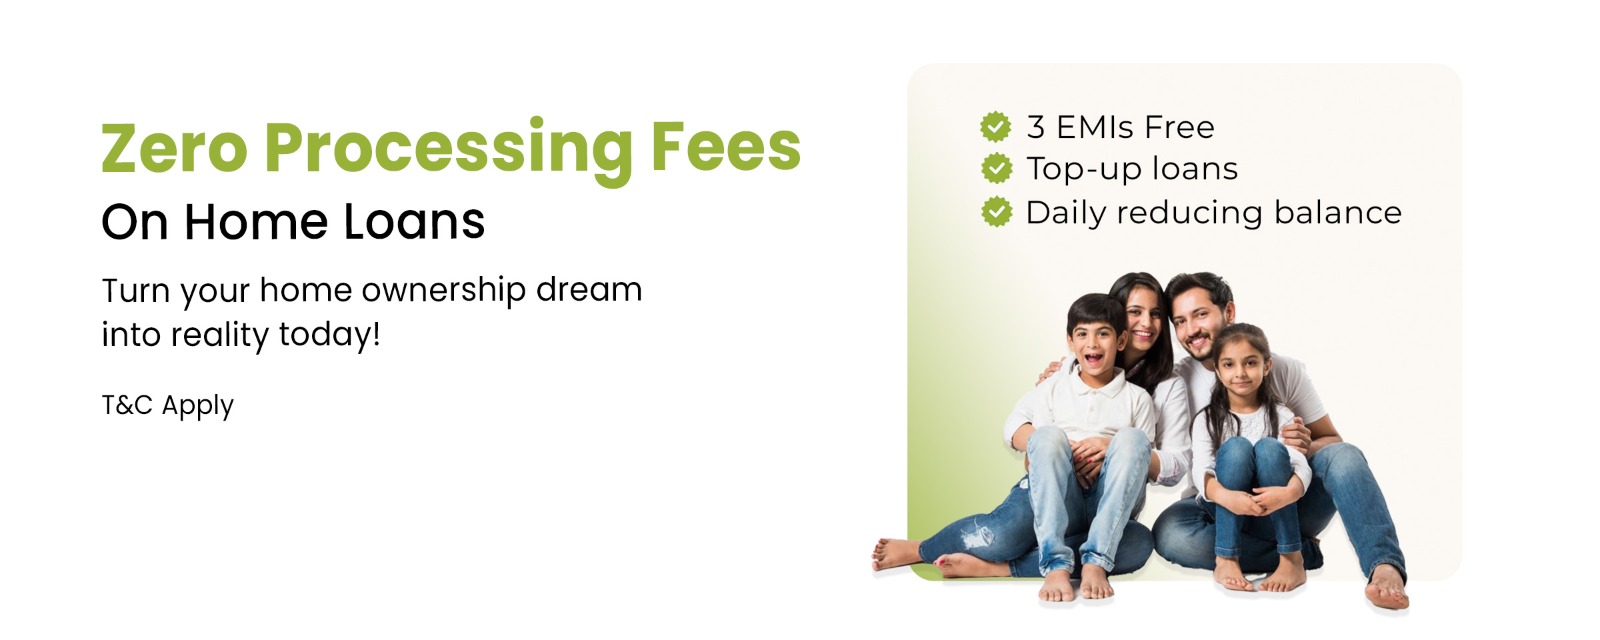 Zero Processing Fees
On Home Loans
Turn your home ownership dream
into reality today!
T&C Apply
3 EMIs Free
Top-up loans
Daily reducing balance